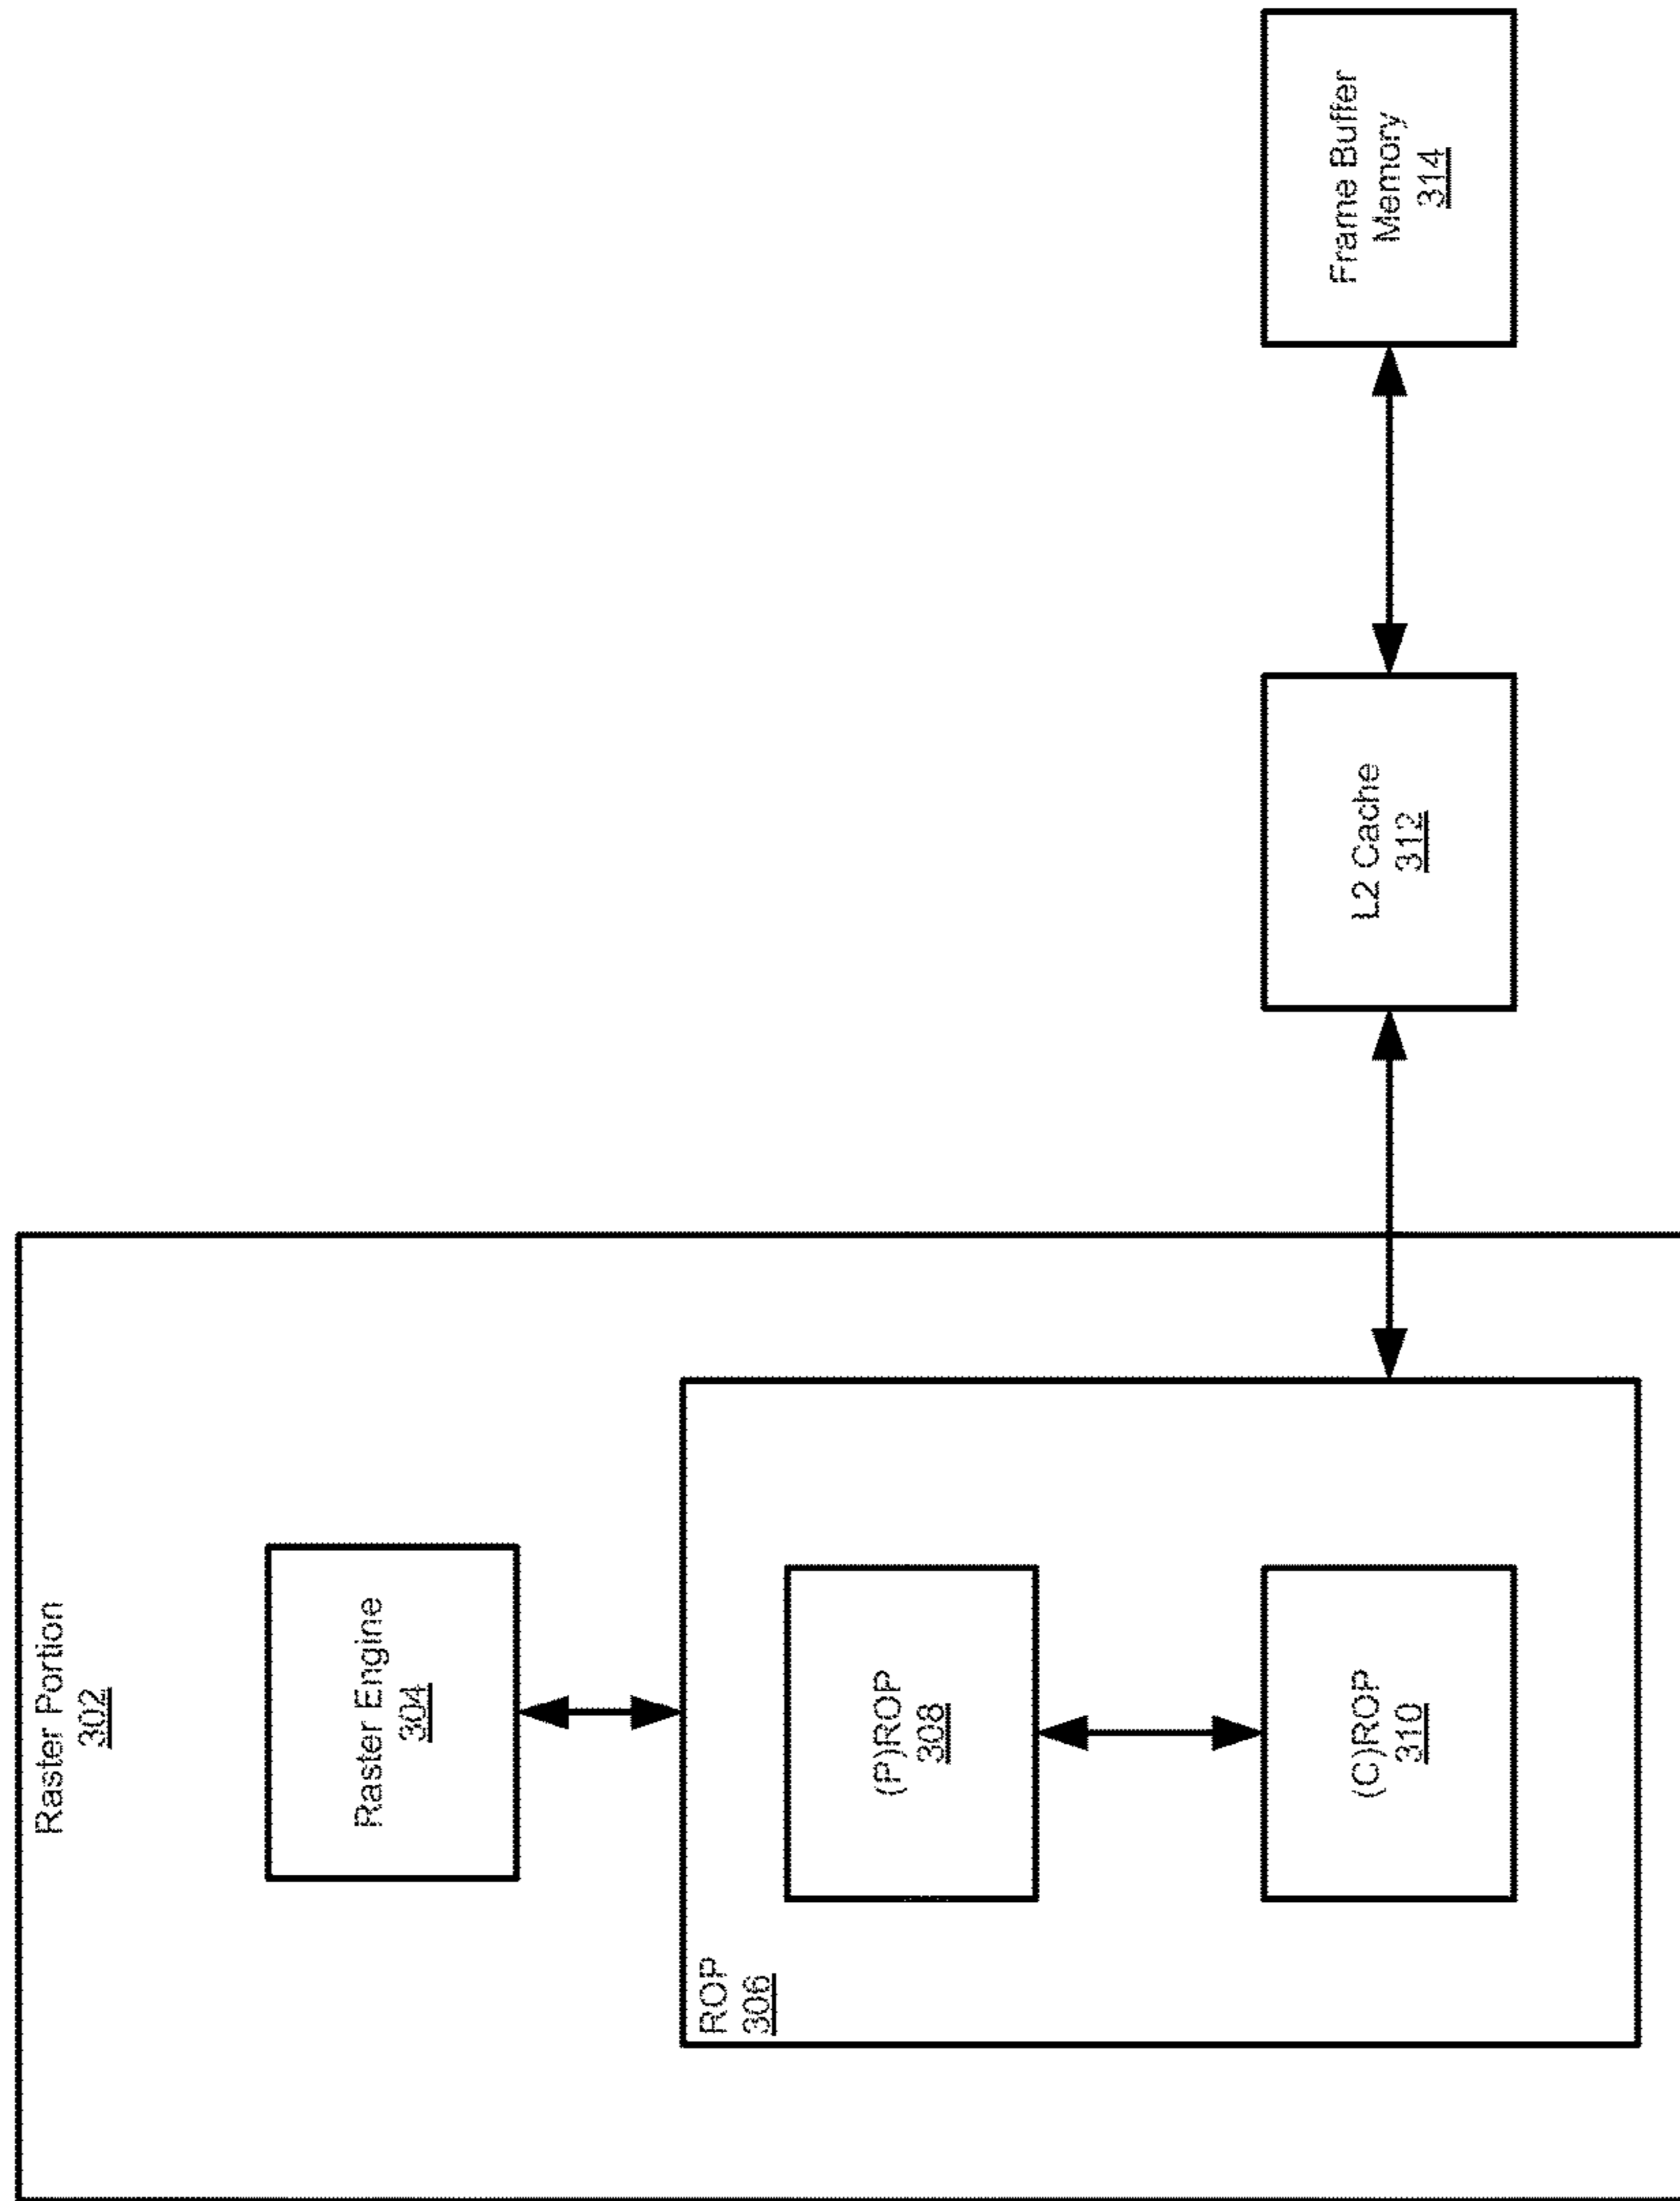 Raster Portion
302
Raster Engine
304
ROP
306
(P)ROP
308
(C)ROP
310
L2 Cache
312
Frame Buffer
Memory
314